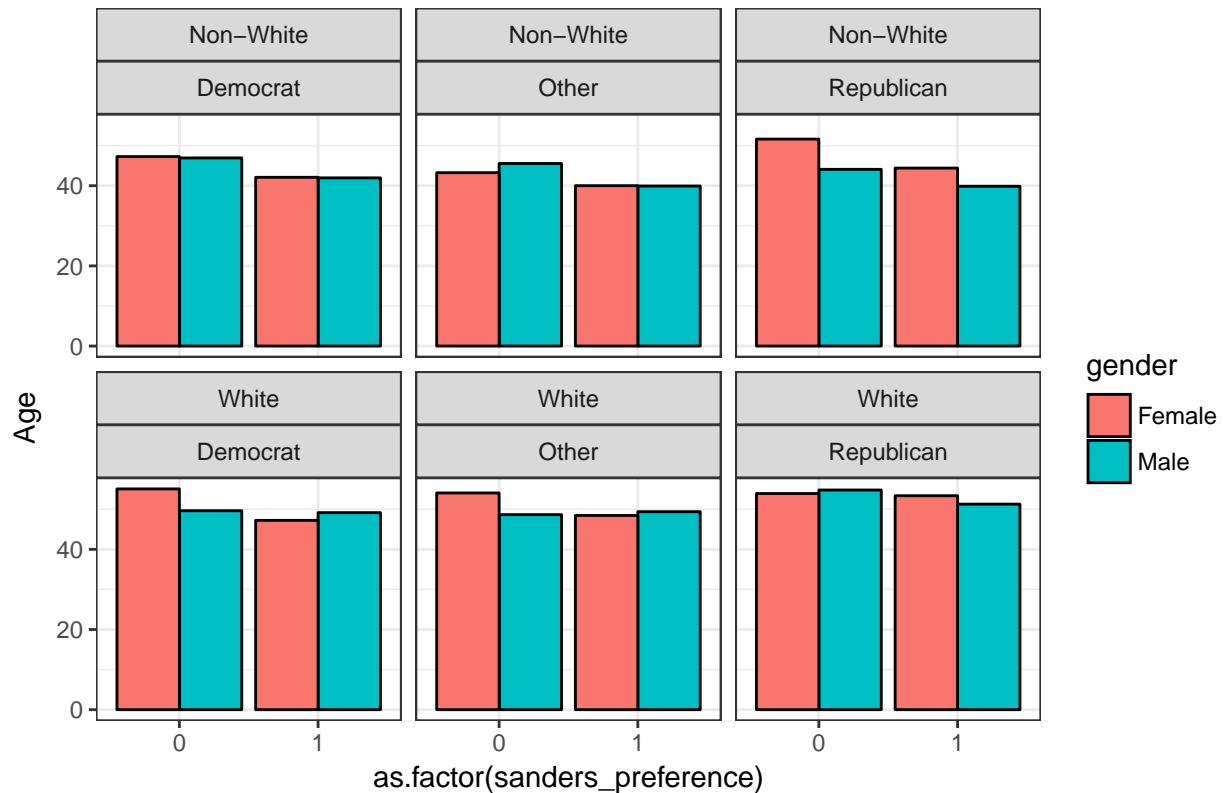 Non−White
Non−White
Non−White
Democrat
Other
Republican
40
20
0
White
White
White
Democrat
Other
Republican
40
20
0
0
1
0
1
0
1
as.factor(sanders_preference)
Age
gender
Female
Male